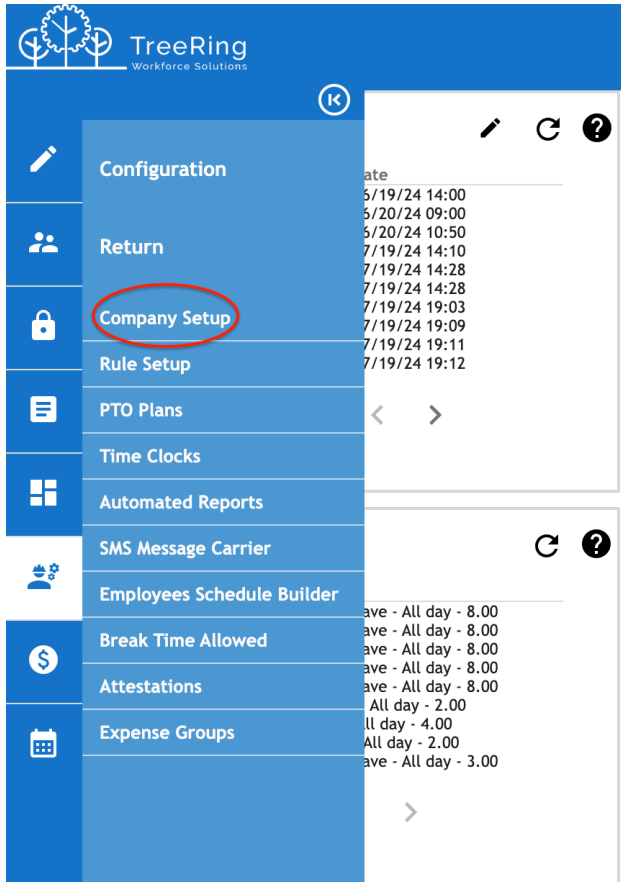 TreeRing
Workforce Solutions
Configuration
Return
Company Setup
Rule Setup
PTO Plans
Time Clocks
Automated Reports
SMS Message Carrier
Employees Schedule Builder
Break Time Allowed
Attestations
Expense Groups
ate
6/19/24 14:00
6/20/24 09:00
6/20/24 10:50
7/19/24 14:10
7/19/24 14:28
7/19/24 14:28
7/19/24 19:03
7/19/24 19:09
7/19/24 19:11
7/19/24 19:12
ave - All day - 8.00
ave - All day - 8.00
ave - All day - 8.00
ave - All day - 8.00
ave - All day - 8.00
All day - 2.00
ll day - 4.00
All day - 2.00
ave - All day - 3.00